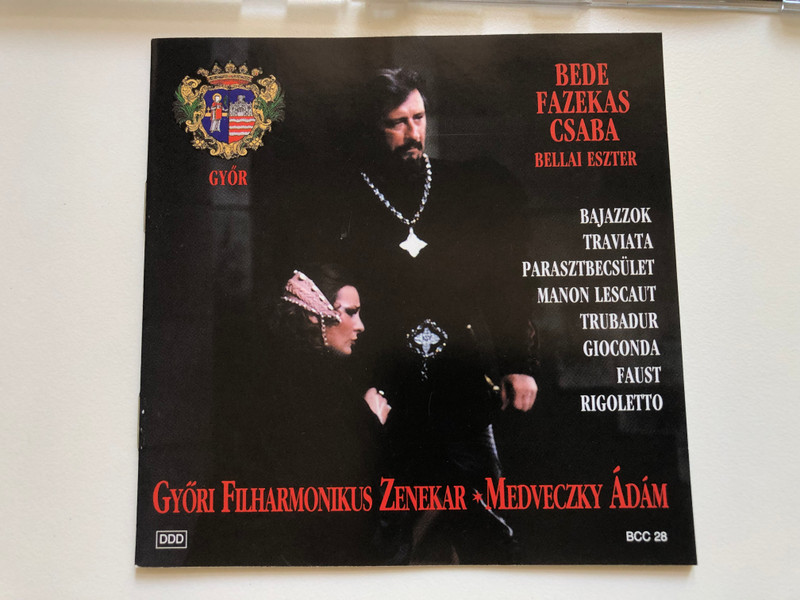 GYŐR
BEDE
FAZEKAS
CSABA
BELLAI ESZTER
BAJAZZOK
TRAVIATA
PARASZTBECSÜLET
MANON LESCAUT
TRUBADUR
GIOCONDA
FAUST
RIGOLETTO
GYŐRI FILHARMONIKUS ZENEKAR ✶ MEDVECZKY ÁDÁM
DDD
BCC 28